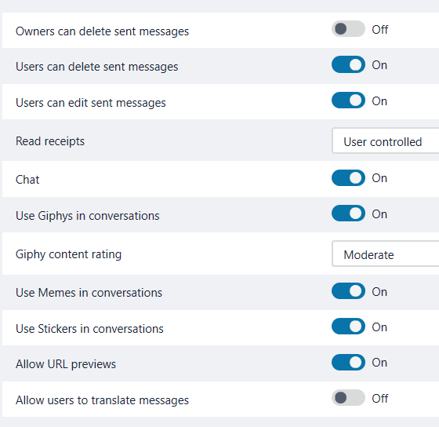 Owners can delete sent messages Off
Users can delete sent messages On
Users can edit sent messages On
Read receipts User controlled
Chat On
Use Giphys in conversations On
Giphy content rating Moderate
Use Memes in conversations On
Use Stickers in conversations On
Allow URL previews On
Allow users to translate messages Off